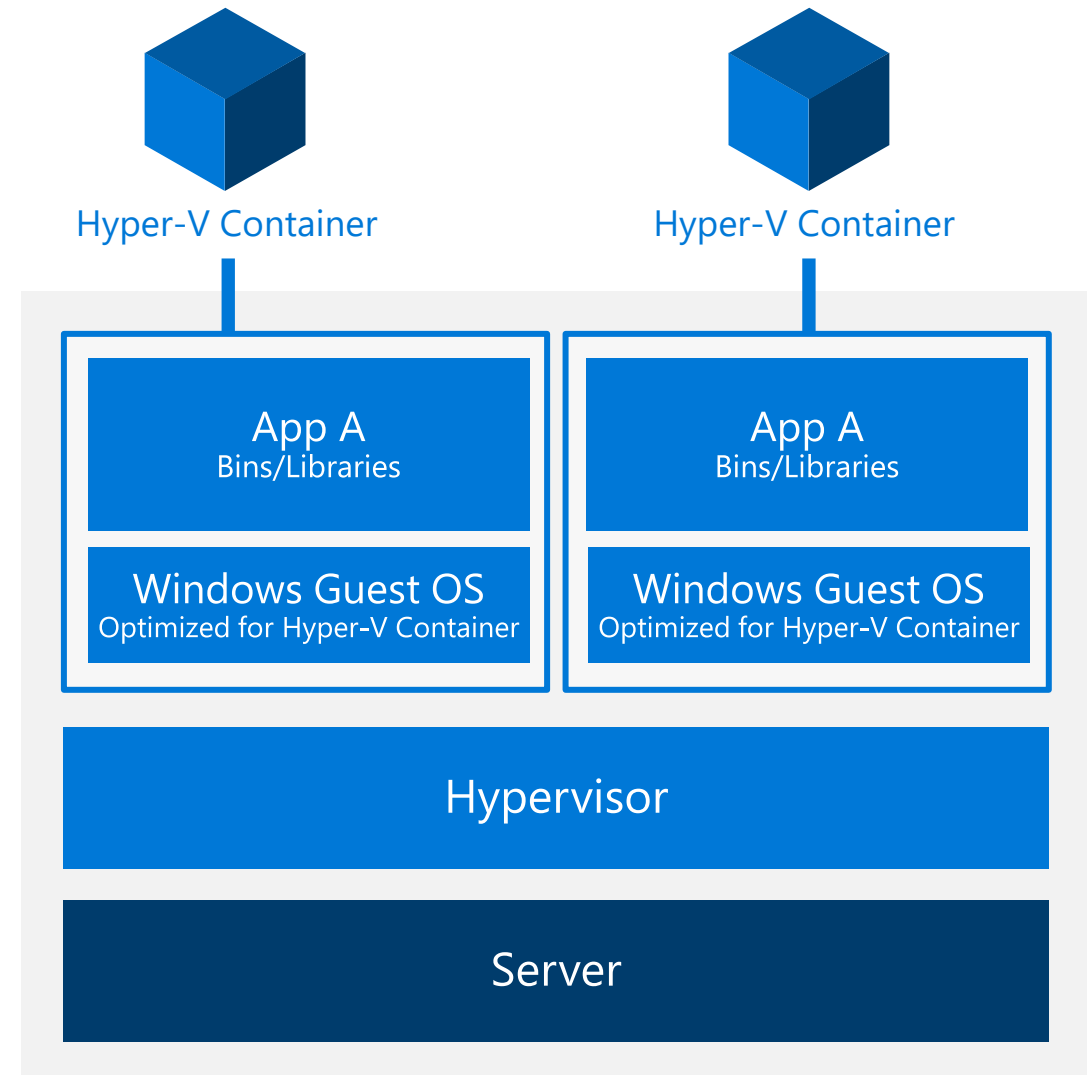 Hyper-V Container
Hyper-V Container
App A
Bins/Libraries
App A
Bins/Libraries
Windows Guest OS
Optimized for Hyper-V Container
Windows Guest OS
Optimized for Hyper-V Container
Hypervisor
Server